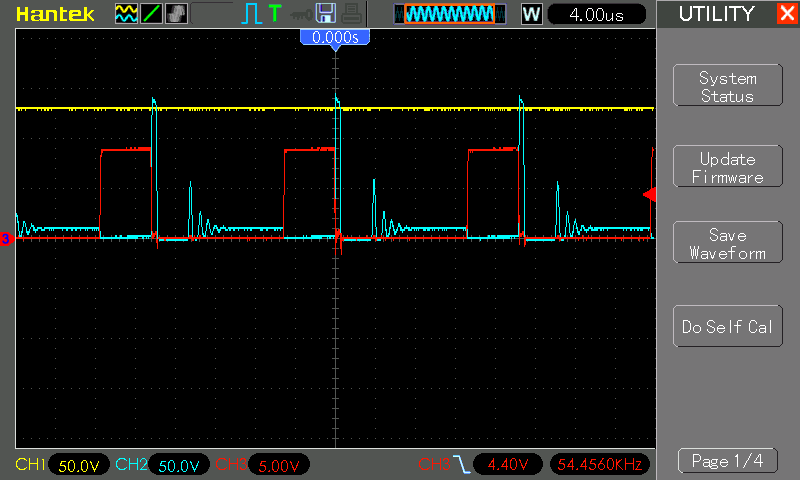 Hantek
T
W
4.00us
UTILITY
X
0.000s
System
Status
Update
Firmware
Save
Waveform
Do Self Cal
3
CH1 50.0V CH2 50.0V CH3 5.00V CH3 4.40V 54.4560KHz
Page 1/4